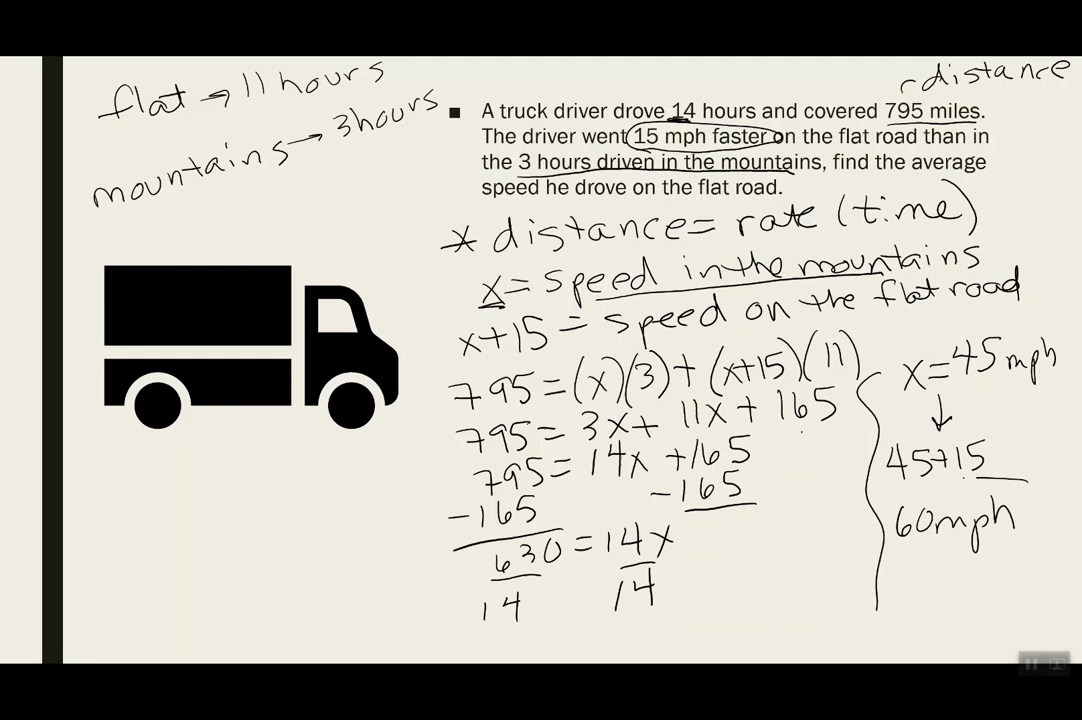 flat → 11 hours
mountains → 3 hours
distance
■ A truck driver drove 14 hours and covered 795 miles.
The driver went 15 mph faster on the flat road than in
the 3 hours driven in the mountains, find the average
speed he drove on the flat road.
* distance = rate (time)
x = speed in the mountains
x+15 = speed on the flat road
795 = (x)(3) + (x+15)(11)
795 = 3x + 11x + 165
795 = 14x + 165
-165 -165
630 = 14x
14 14
x = 45 mph
↓
45+15
60mph